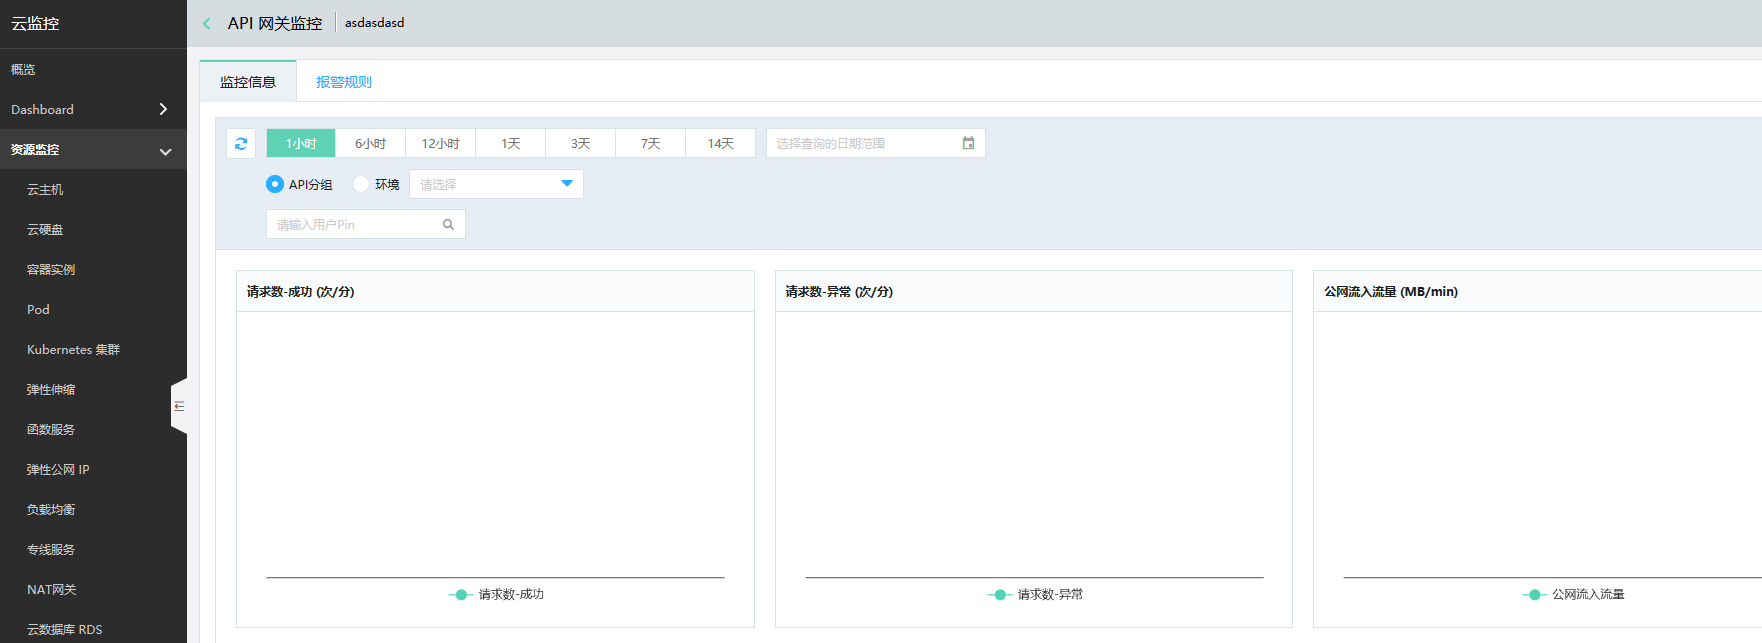 云监控
概览
Dashboard
资源监控
云主机
云硬盘
容器实例
Pod
Kubernetes 集群
弹性伸缩
函数服务
弹性公网 IP
负载均衡
专线服务
NAT网关
云数据库 RDS
API 网关监控 asdasdasd
监控信息 报警规则
1小时 6小时 12小时 1天 3天 7天 14天 选择查询的日期范围
API分组 环境 请选择
请输入用户Pin
请求数-成功 (次/分)
请求数-成功
请求数-异常 (次/分)
请求数-异常
公网流入流量 (MB/min)
公网流入流量